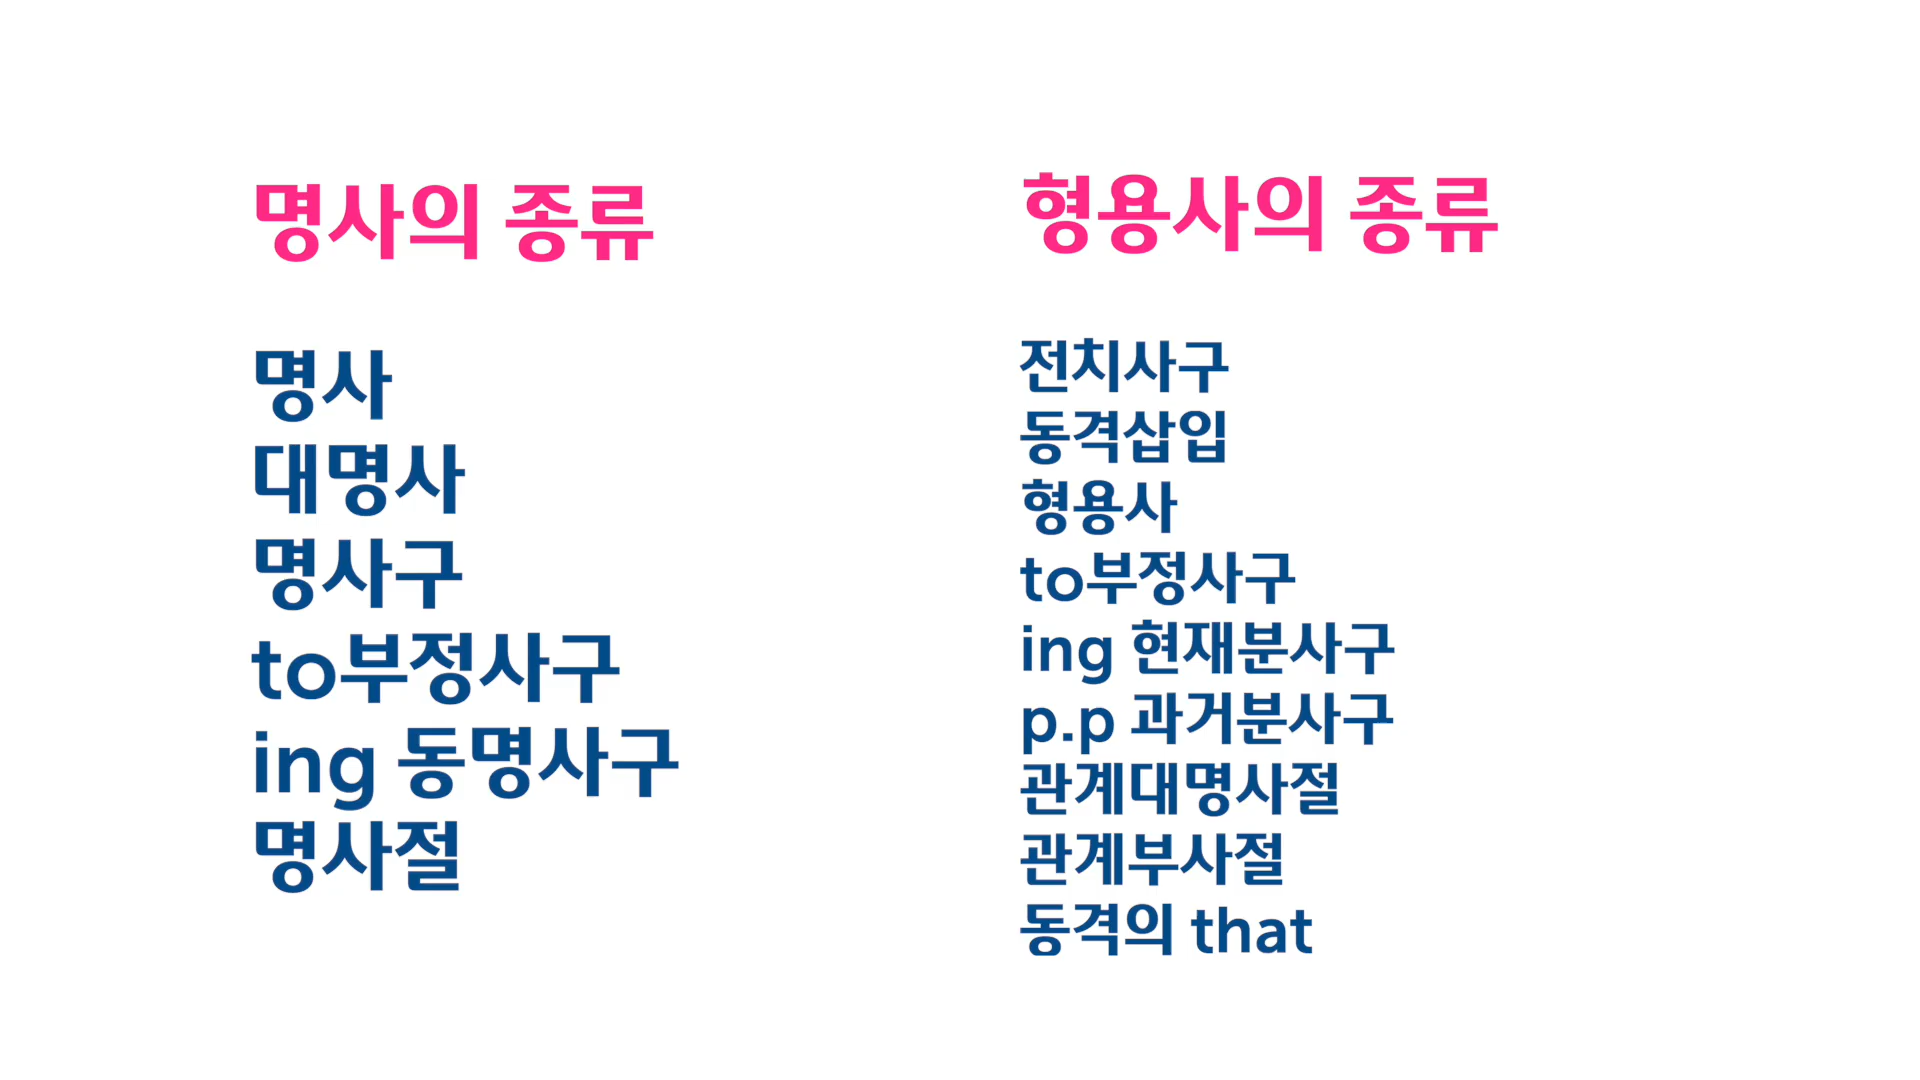 명사의 종류
명사
대명사
명사구
to부정사구
ing 동명사구
명사절
형용사의 종류
전치사구
동격삽입
형용사
to부정사구
ing 현재분사구
p.p 과거분사구
관계대명사절
관계부사절
동격의 that